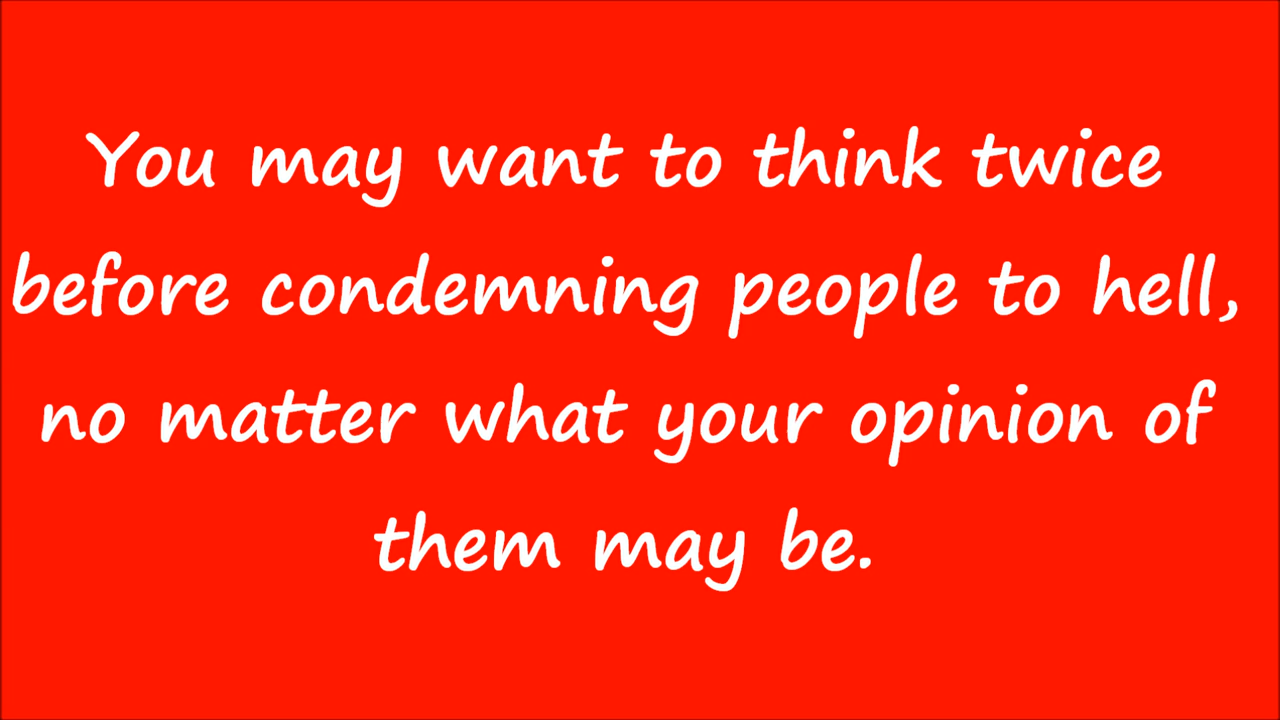 You may want to think twice
before condemning people to hell,
no matter what your opinion of
them may be.